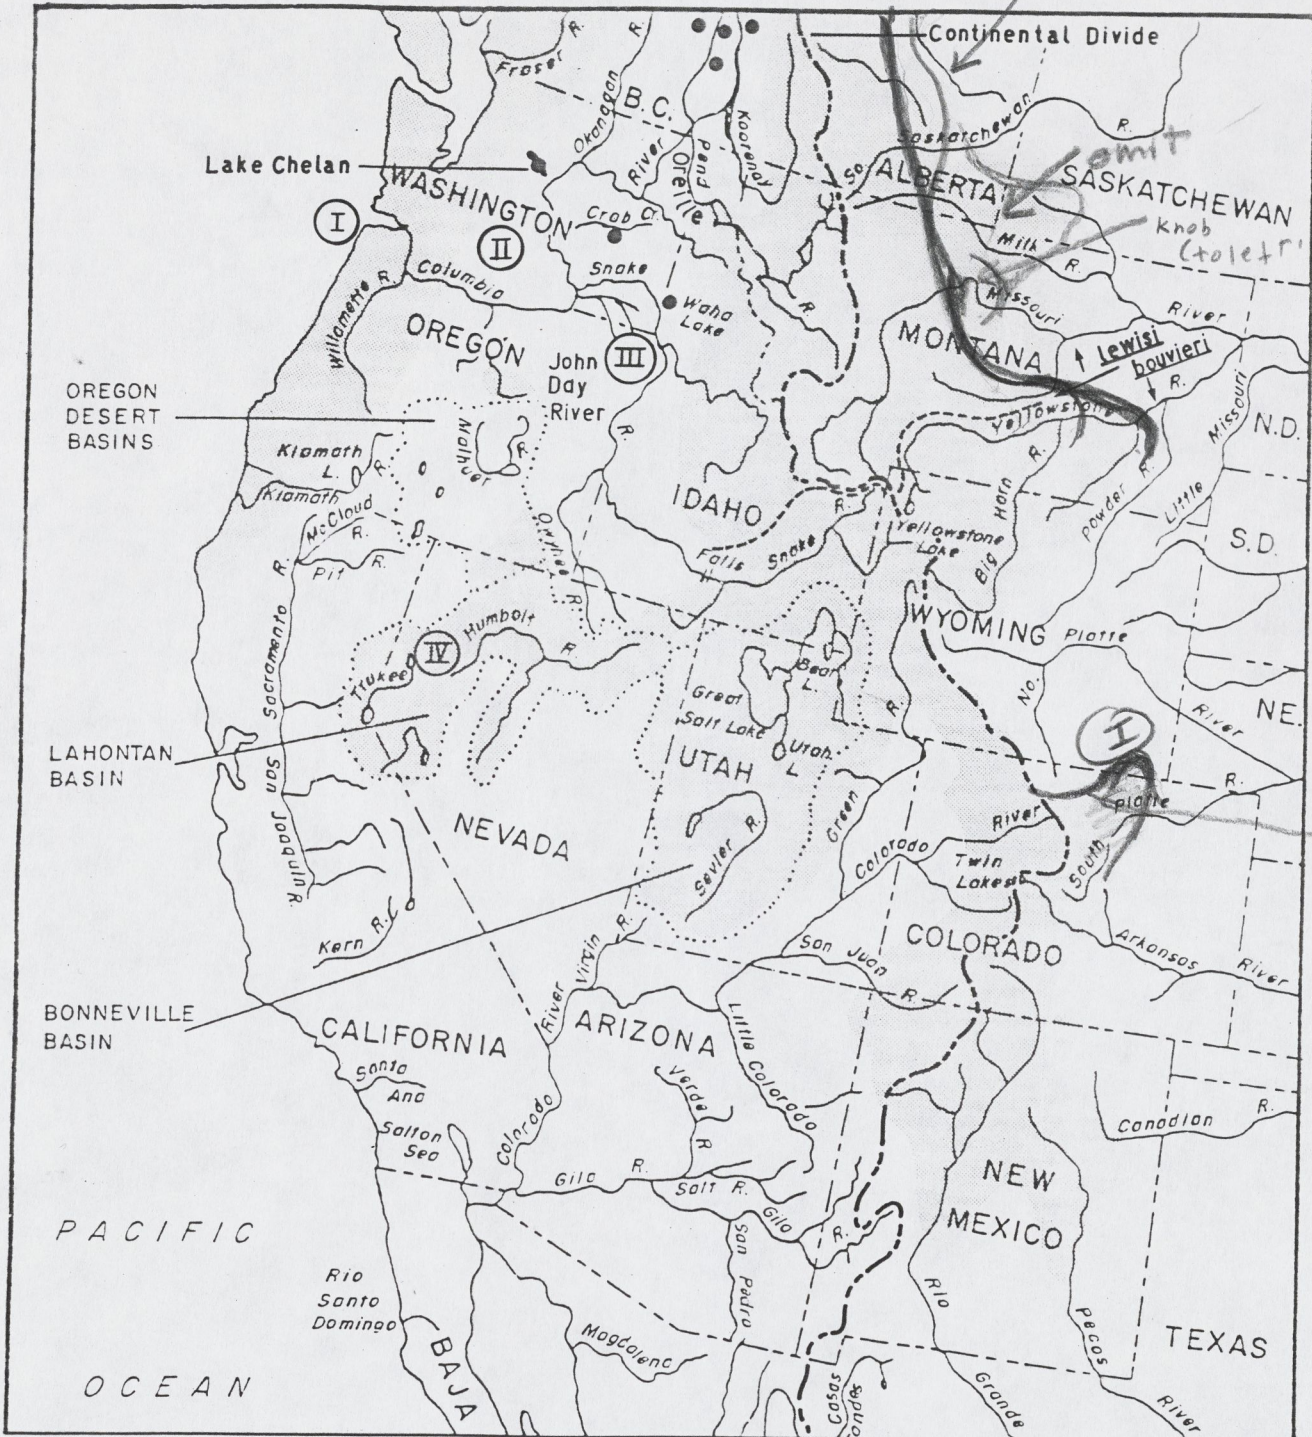 Continental Divide
Fraser
R.
R.
Okanagan
B.C.
River
Pend
Oreille
Kootenay
So.
Saskatchewan
R.
omit
Lake Chelan
WASHINGTON
ALBERTA
SASKATCHEWAN
I
II
Crab Cr.
Milk
R.
knob
Columbia
Snake
Willamette R.
Waha
Lake
R.
Missouri
River
OREGON
III
MONTANA
lewisi
bouvieri
John
Day
River
R.
OREGON
DESERT
BASINS
Yellowstone
R.
Little
Missouri
N.D.
Klamath
L.
R.
Klamath
Malheur
R.
McCloud
R.
Pit R.
Owyhee
R.
R.
IDAHO
Falls
Snake
R.
Yellowstone
Lake
Big
Horn
R.
Powder
R.
S.D.
Sacramento
R.
Trukee
IV
Humbolt
R.
Bear
L.
WYOMING
Platte
No.
River
NE.
Great
Salt Lake
Utah
L.
R.
UTAH
LAHONTAN
BASIN
I
Platte
R.
South
San
Joaquin R.
NEVADA
Sevier
R.
Green
Colorado
River
Twin
Lakes
Kern
R.
Virgin
R.
San Juan
R.
COLORADO
Arkansas
River
BONNEVILLE
BASIN
CALIFORNIA
River
ARIZONA
Little Colorado
Santa
Ana
Verde
R
Canadian
R.
Salton
Sea
Colorado
Gila
R.
Salt R.
Gila
R.
NEW
MEXICO
PACIFIC
San
Pedro
Rio
Santo
Domingo
Rio
Grande
Pecos
River
TEXAS
Magdalena
OCEAN
BAJA
Casas